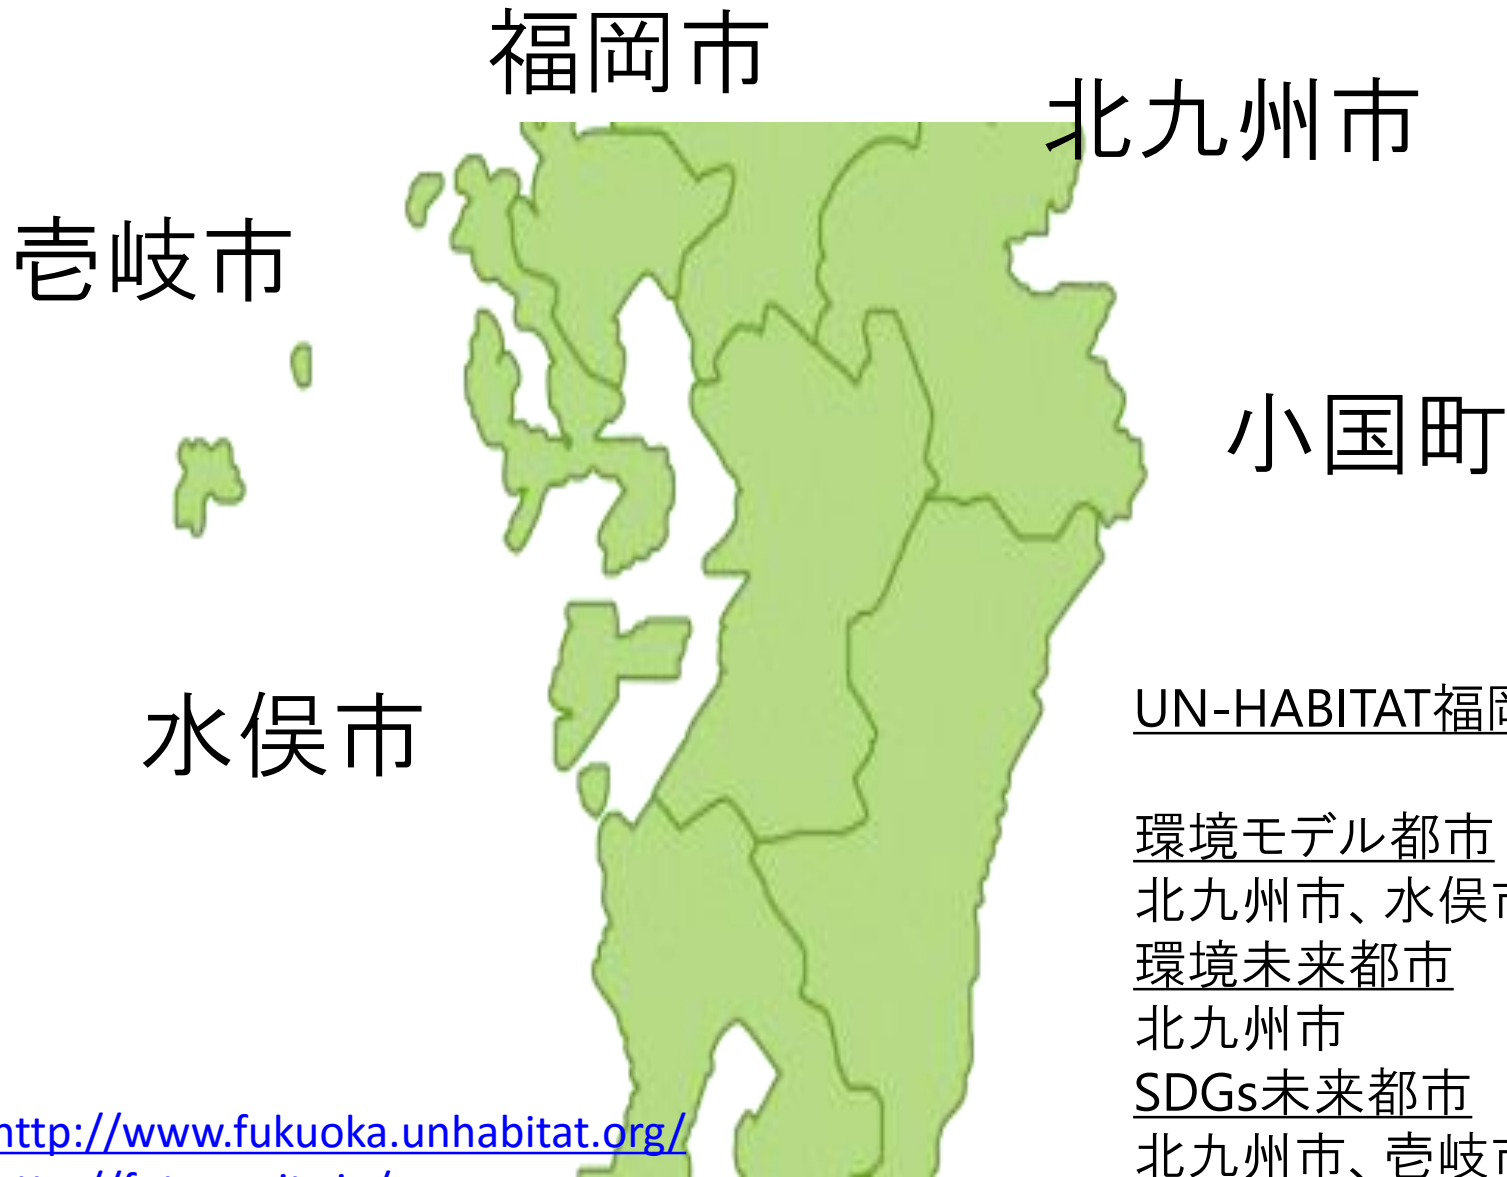 福岡市
北九州市
壱岐市
小国町
水俣市
UN-HABITAT福岡
環境モデル都市
北九州市、水俣市
環境未来都市
北九州市
SDGs未来都市
北九州市、壱岐市
http://www.fukuoka.unhabitat.org/